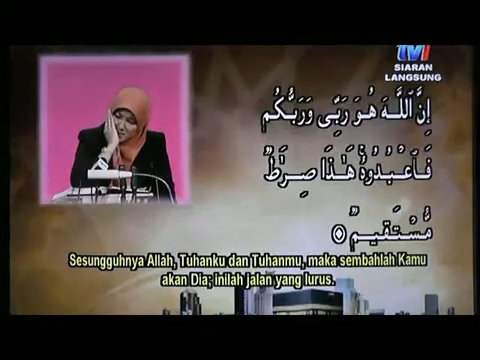 TV1
SIARAN
LANGSUNG
إِنَّ ٱللَّهَ هُوَ رَبِّى وَرَبُّكُمْ
فَٱعْبُدُوهُ ۚ هَـٰذَا صِرَٰطٌ
مُّسْتَقِيمٌ ۝
Sesungguhnya Allah, Tuhanku dan Tuhanmu, maka sembahlah Kamu
akan Dia; inilah jalan yang lurus.